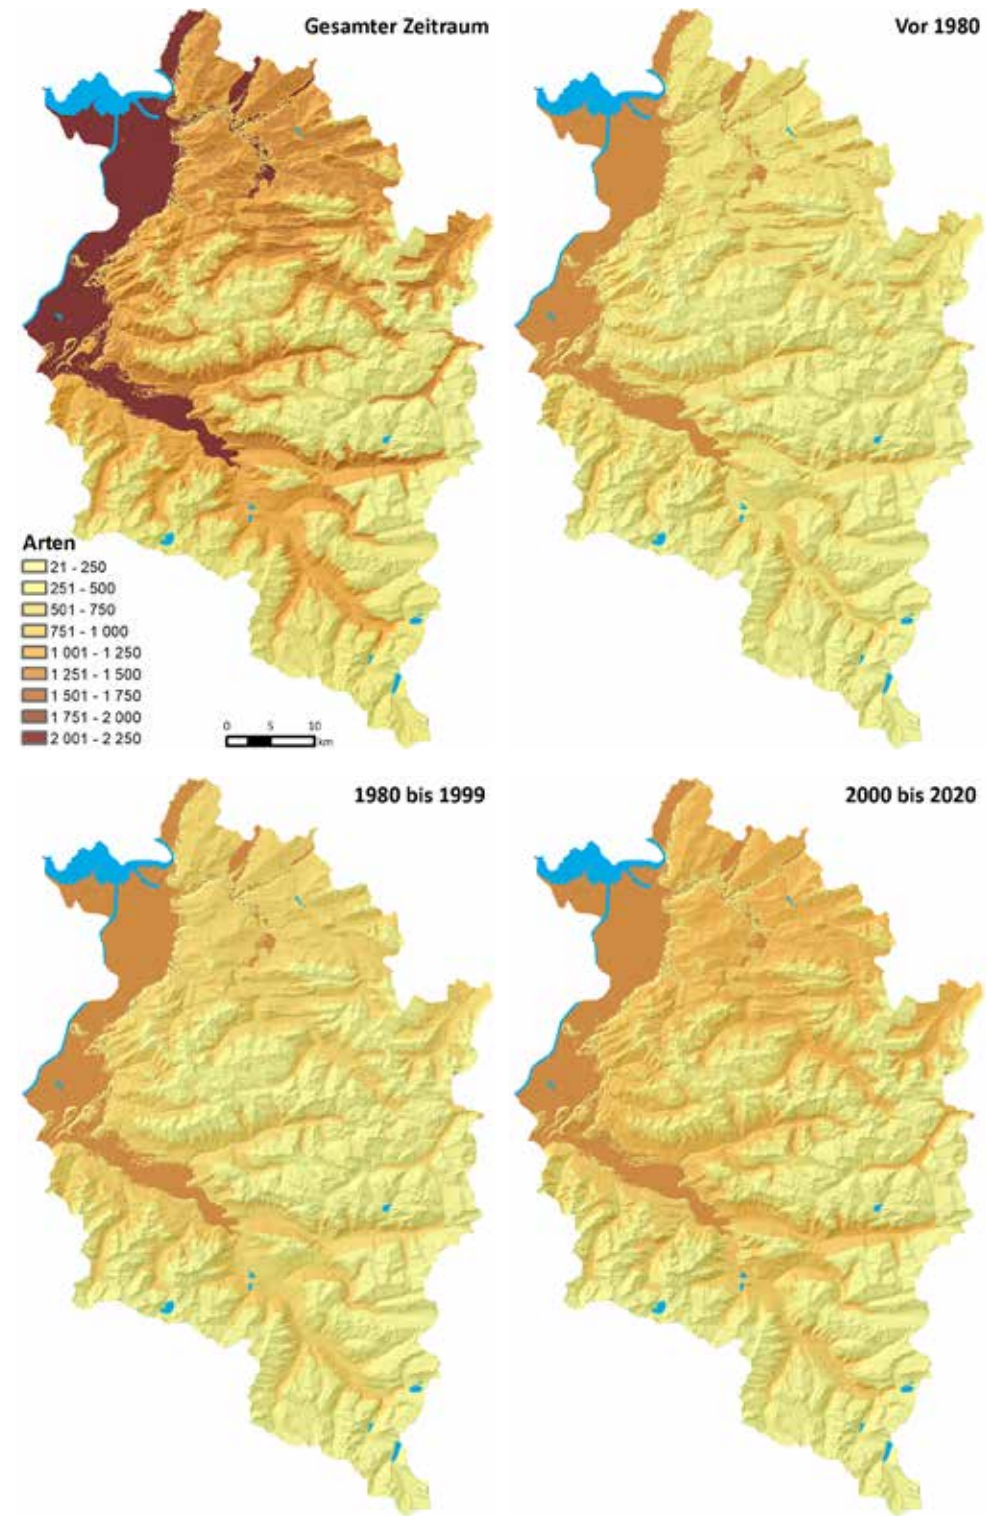 Gesamter Zeitraum
Vor 1980
Arten
21 - 250
251 - 500
501 - 750
751 - 1 000
1 001 - 1 250
1 251 - 1 500
1 501 - 1 750
1 751 - 2 000
2 001 - 2 250
0 5 10
km
1980 bis 1999
2000 bis 2020